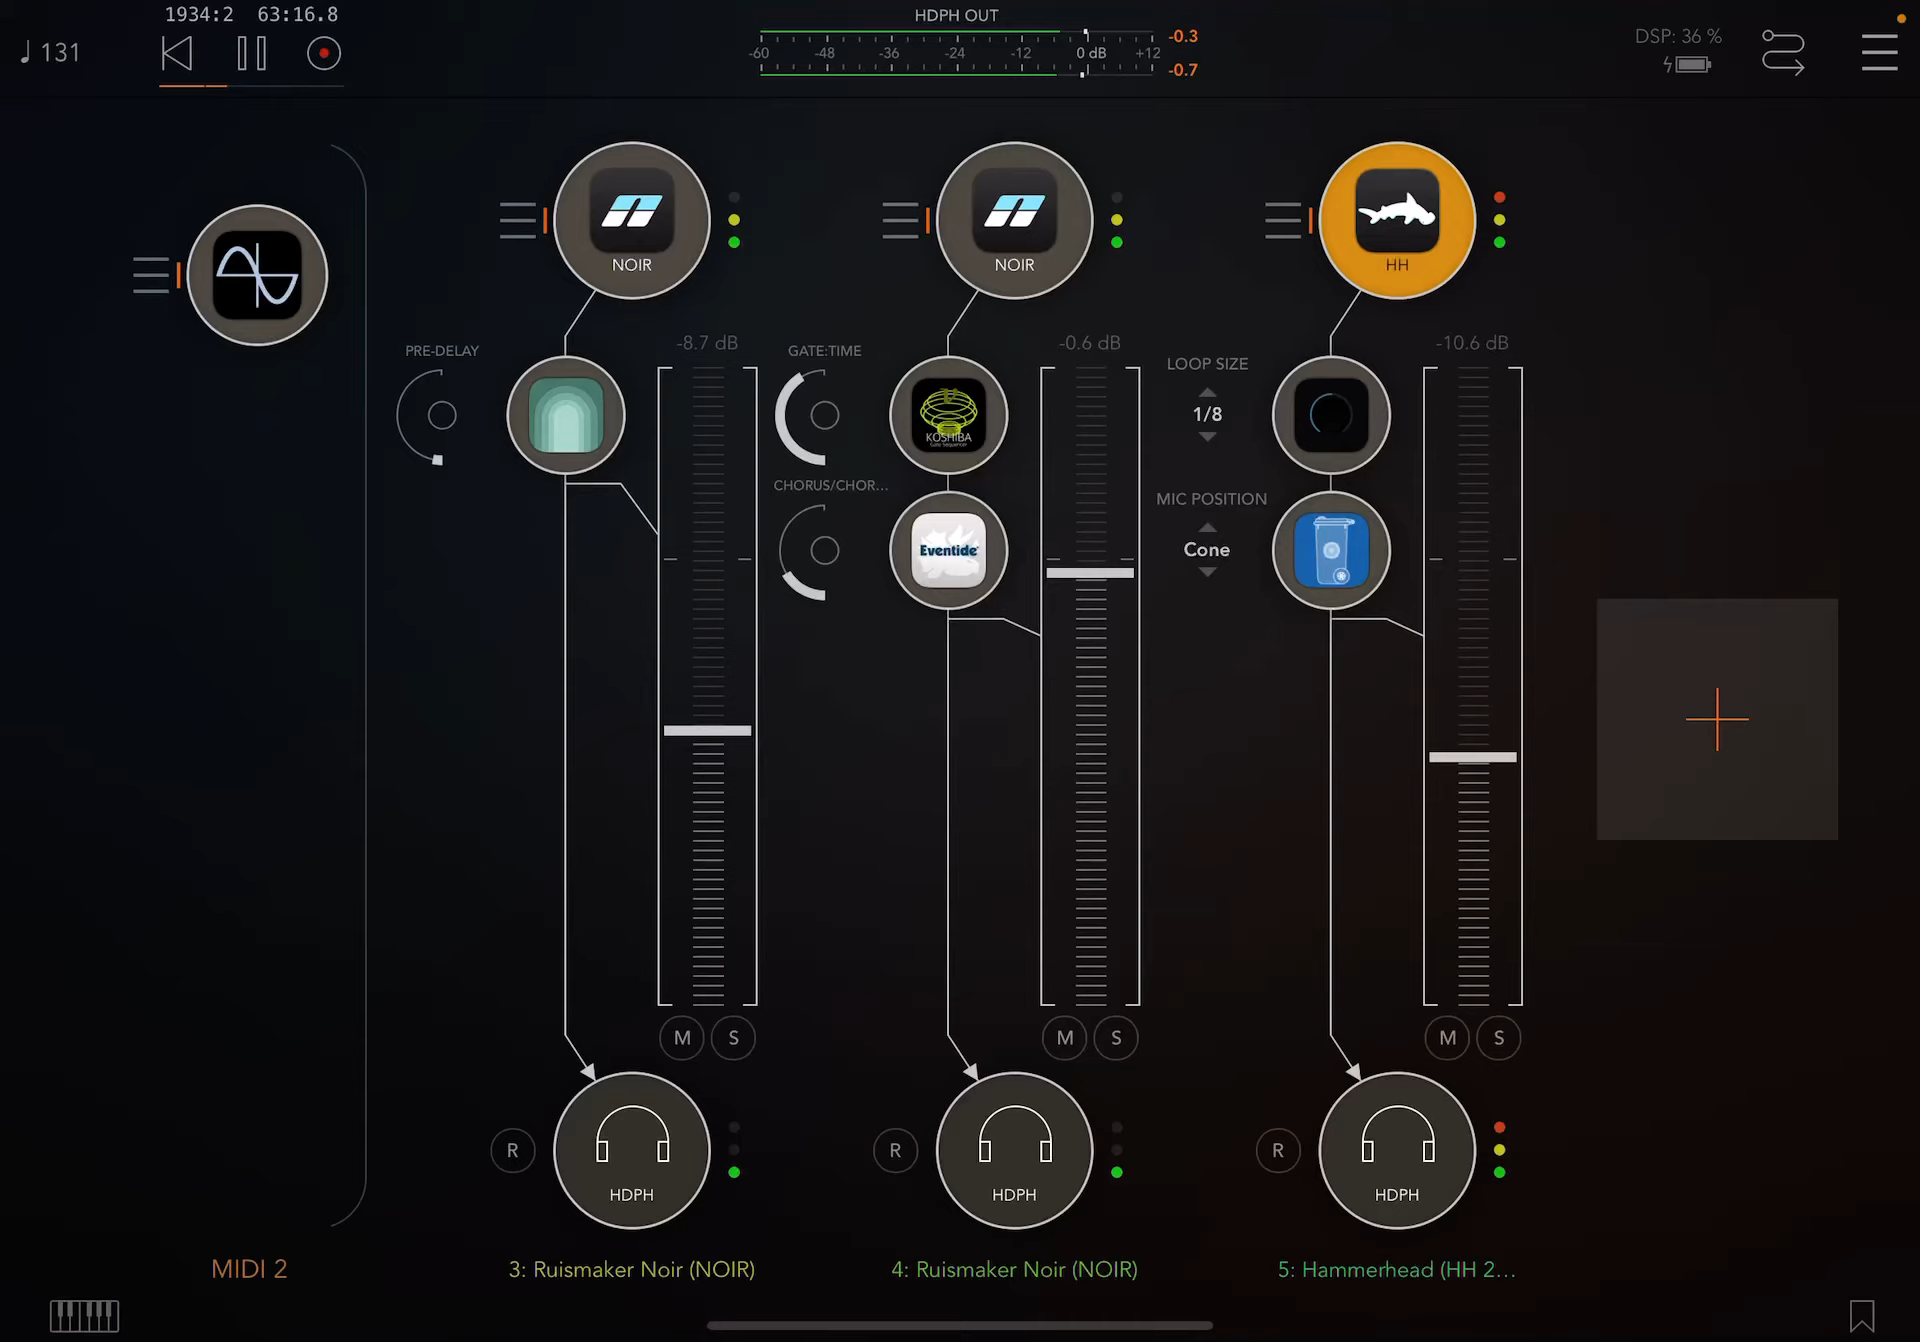 1934:2 63:16.8
♩ 131
HDPH OUT
-60 -48 -36 -24 -12 0 dB +12
-0.3
-0.7
DSP: 36 %
NOIR
NOIR
HH
PRE-DELAY
-8.7 dB
GATE:TIME
KOSHIBA
Gate Sequencer
-0.6 dB
LOOP SIZE
1/8
-10.6 dB
CHORUS/CHOR...
Eventide
MIC POSITION
Cone
M S
M S
M S
R
HDPH
R
HDPH
R
HDPH
MIDI 2
3: Ruismaker Noir (NOIR)
4: Ruismaker Noir (NOIR)
5: Hammerhead (HH 2...